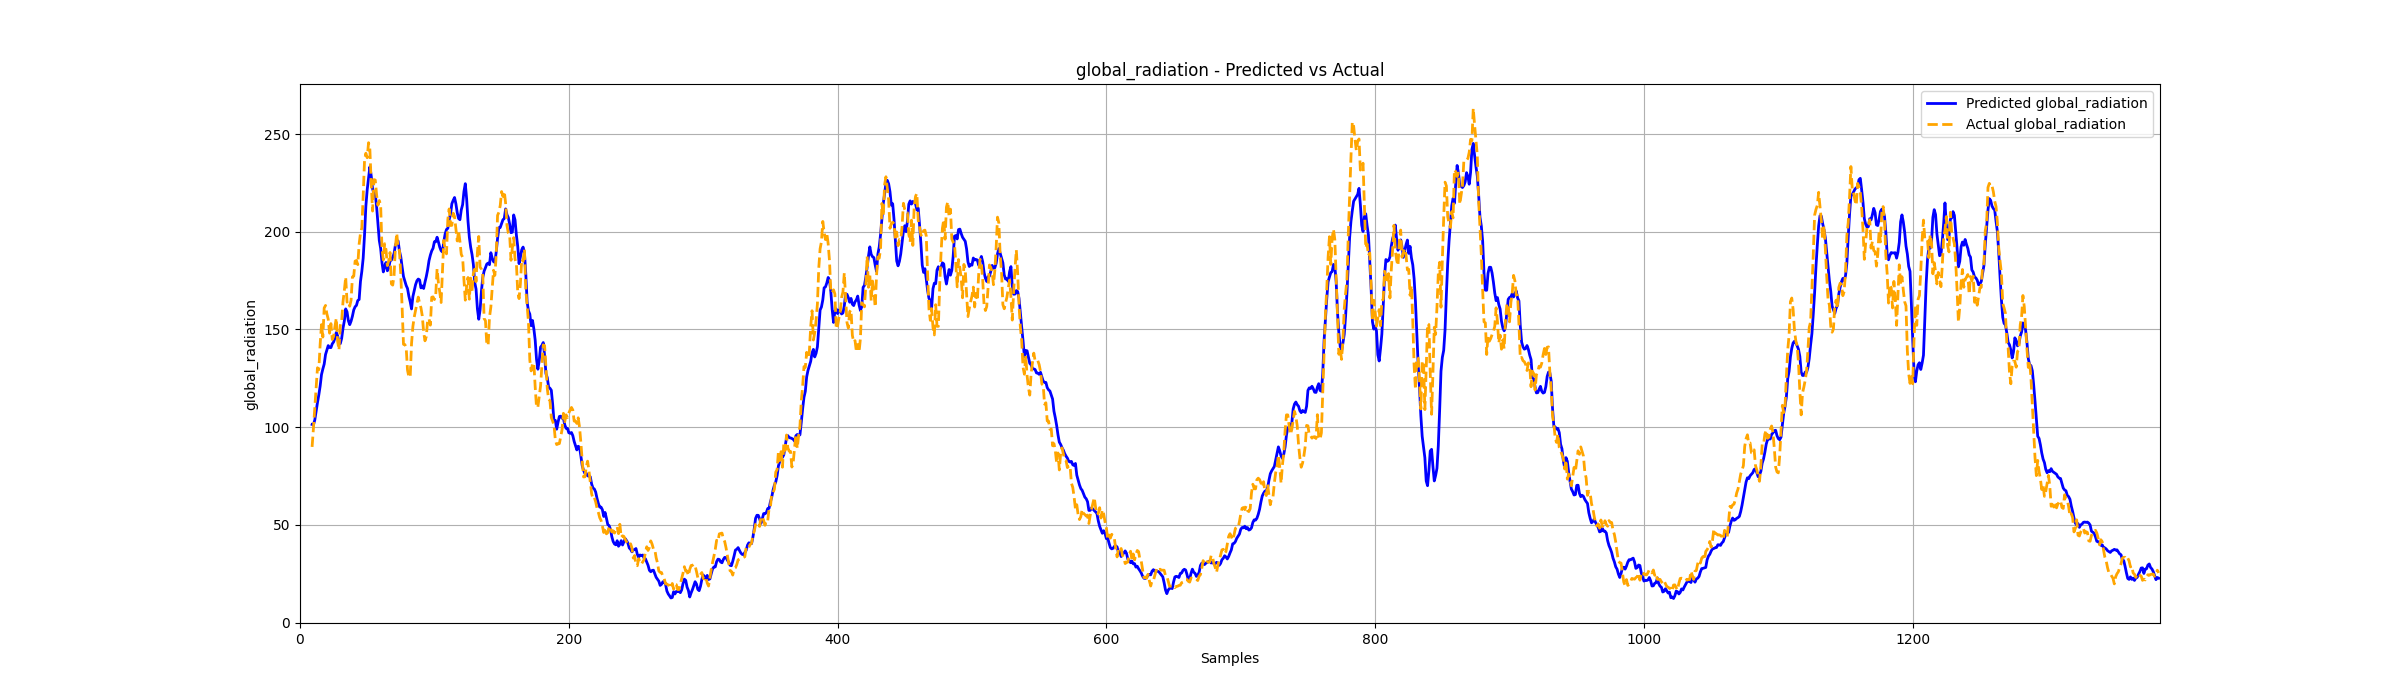 global_radiation - Predicted vs Actual
Predicted global_radiation
Actual global_radiation
global_radiation
250
200
150
100
50
0
0 200 400 600 800 1000 1200
Samples